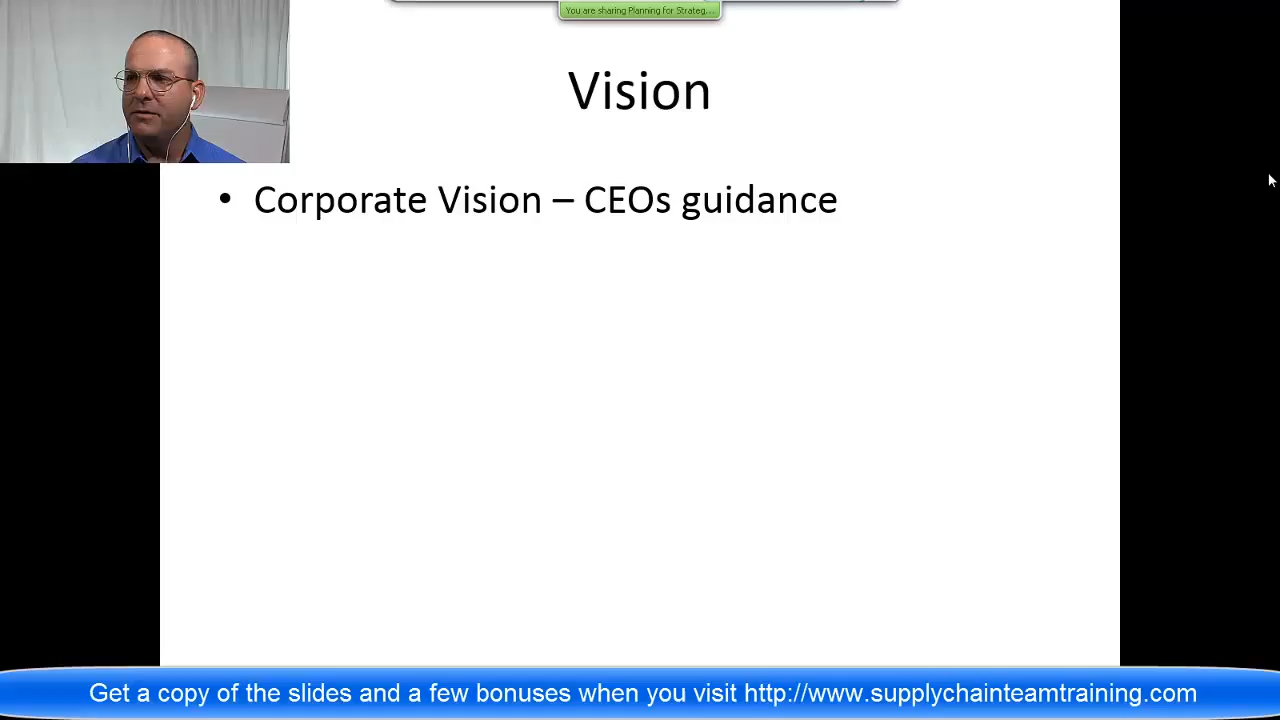 You are sharing Planning for Strateg...
Vision
• Corporate Vision – CEOs guidance
Get a copy of the slides and a few bonuses when you visit http://www.supplychainteamtraining.com